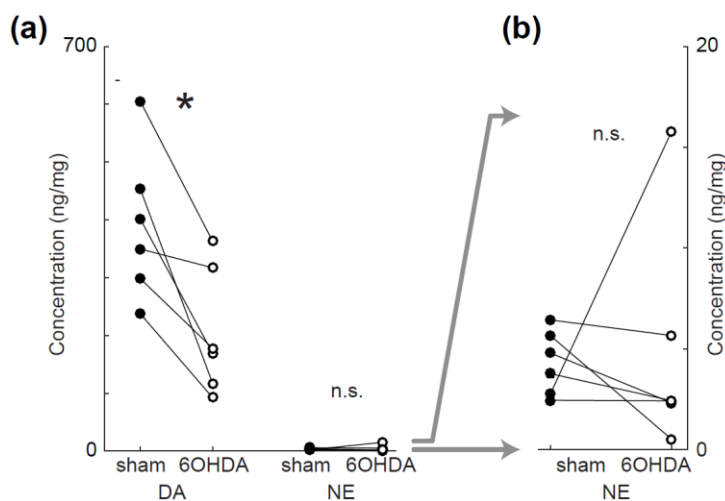 (a)
700
*
Concentration (ng/mg)
n.s.
0
sham 6OHDA sham 6OHDA
DA NE
(b)
20
n.s.
Concentration (ng/mg)
0
sham 6OHDA
NE